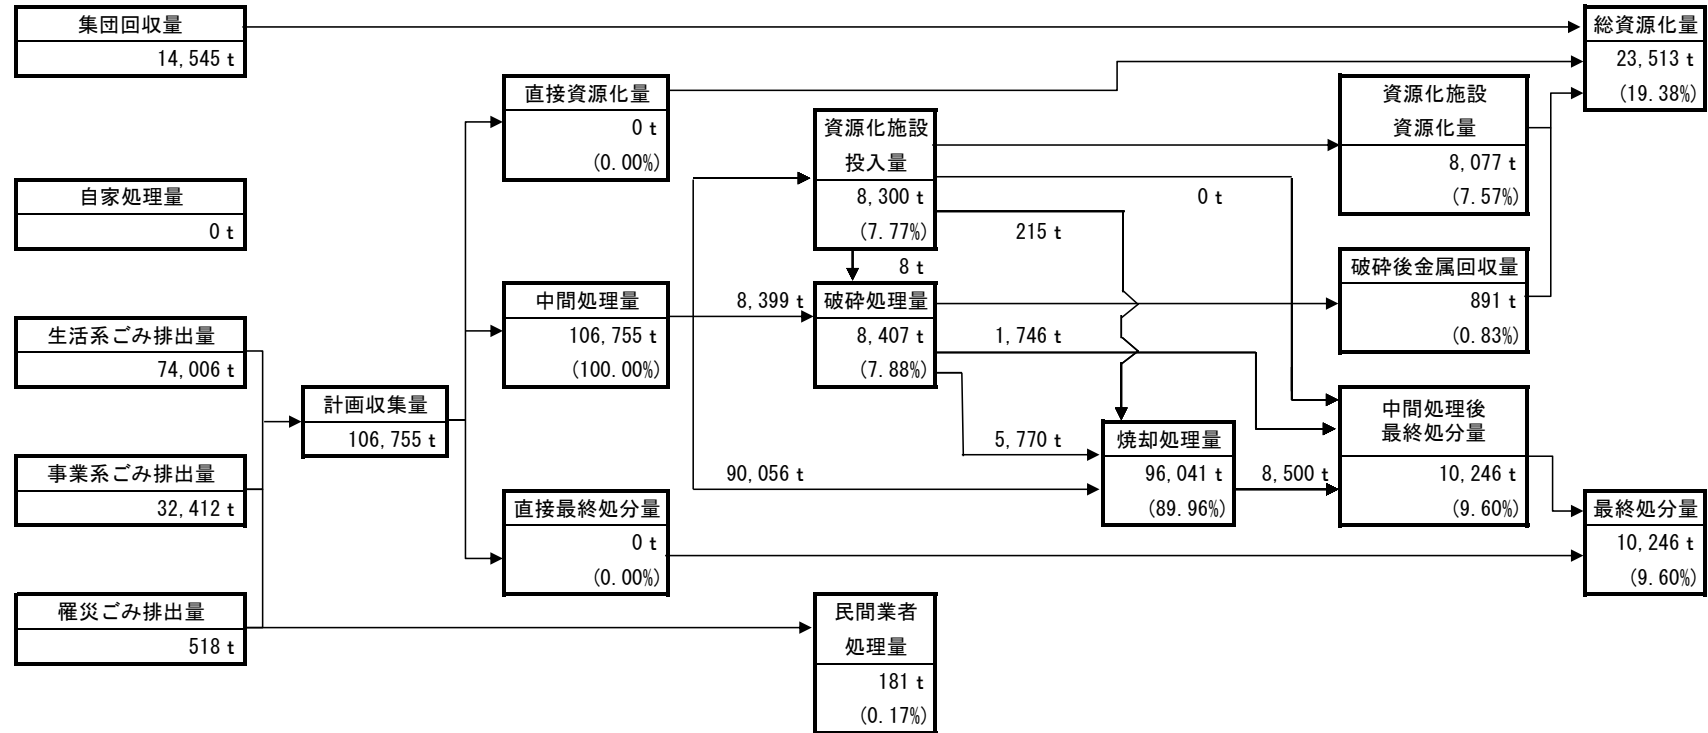 集団回収量
14,545 t
自家処理量
0 t
生活系ごみ排出量
74,006 t
事業系ごみ排出量
32,412 t
罹災ごみ排出量
518 t
計画収集量
106,755 t
直接資源化量
0 t
(0.00%)
中間処理量
106,755 t
(100.00%)
直接最終処分量
0 t
(0.00%)
8,399 t
90,056 t
資源化施設
投入量
8,300 t
(7.77%)
8 t
破砕処理量
8,407 t
(7.88%)
民間業者
処理量
181 t
(0.17%)
0 t
215 t
1,746 t
5,770 t
焼却処理量
96,041 t
(89.96%)
8,500 t
資源化施設
資源化量
8,077 t
(7.57%)
破砕後金属回収量
891 t
(0.83%)
中間処理後
最終処分量
10,246 t
(9.60%)
総資源化量
23,513 t
(19.38%)
最終処分量
10,246 t
(9.60%)